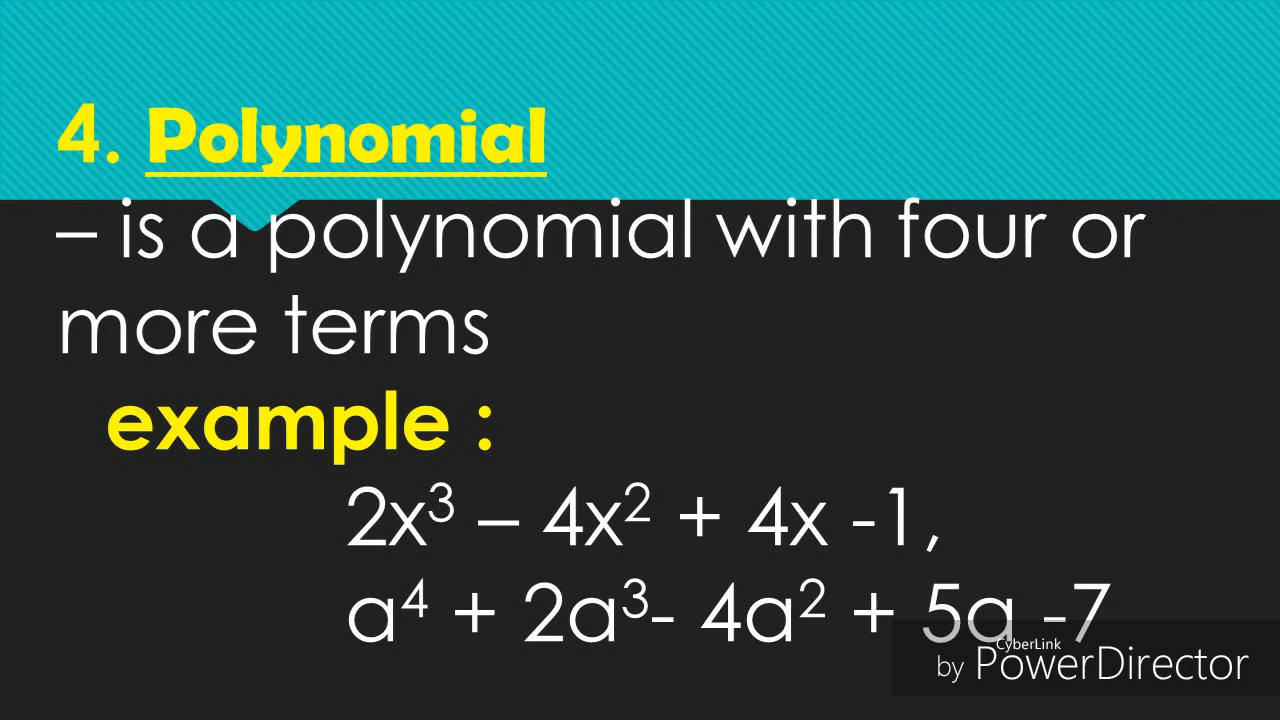 4. Polynomial
– is a polynomial with four or
more terms
example :
2x³ – 4x² + 4x -1,
a⁴ + 2a³- 4a² + 5a -7
CyberLink
by PowerDirector